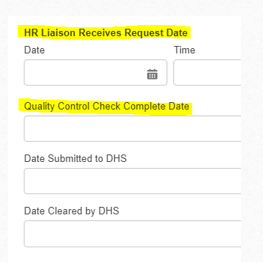 HR Liaison Receives Request Date
Date Time
Quality Control Check Complete Date
Date Submitted to DHS
Date Cleared by DHS